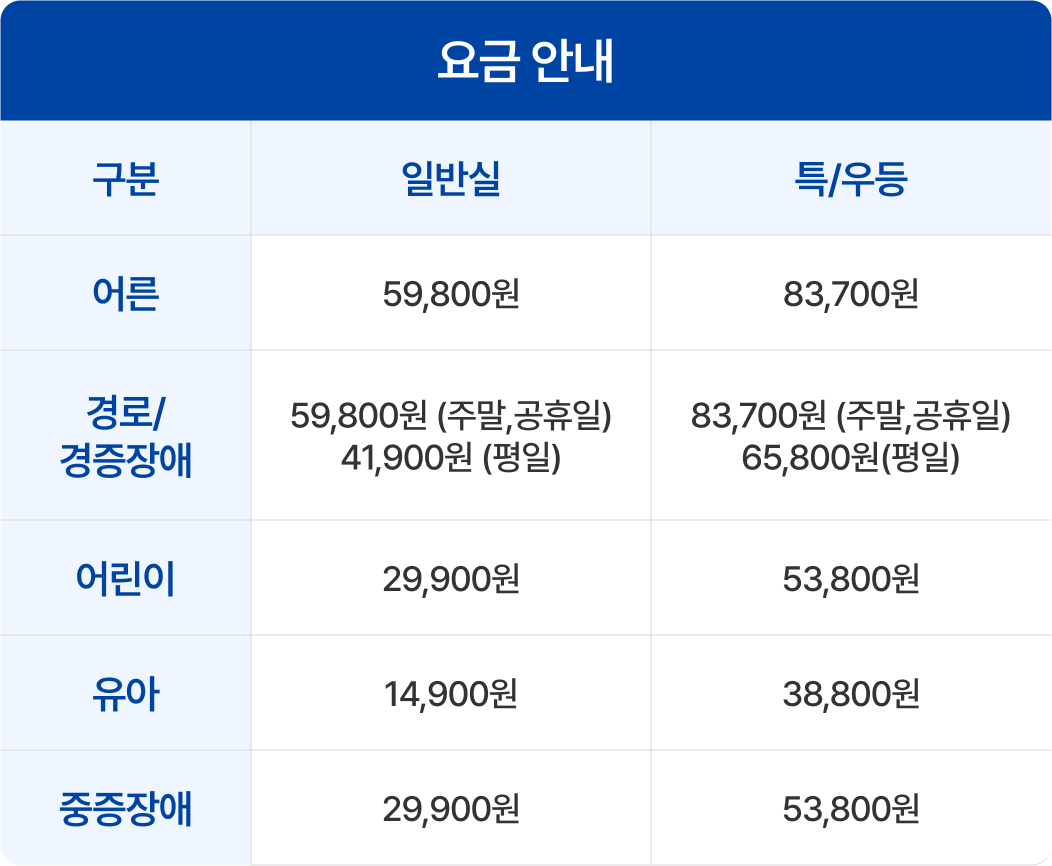 요금 안내
구분 일반실 특/우등
어른 59,800원 83,700원
경로/
경증장애 59,800원 (주말,공휴일) 83,700원 (주말,공휴일)
41,900원 (평일) 65,800원(평일)
어린이 29,900원 53,800원
유아 14,900원 38,800원
중증장애 29,900원 53,800원